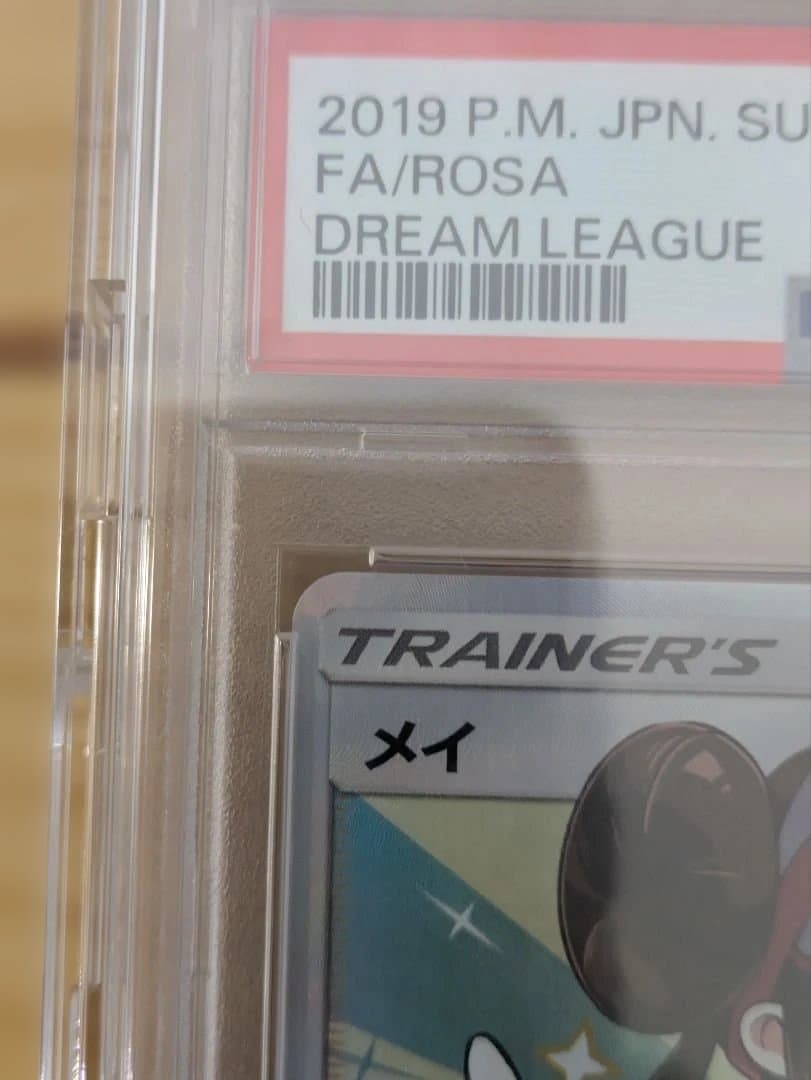 2019 P.M. JPN. SU
FA/ROSA
DREAM LEAGUE
TRAINER'S
メイ